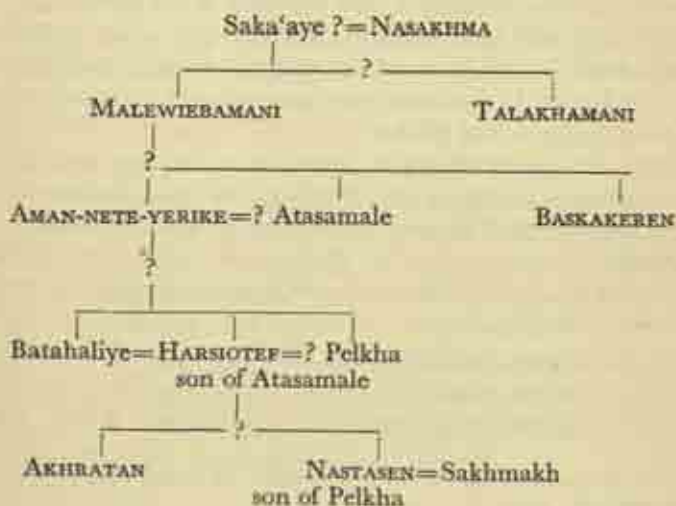 Saka'aye ?=NASAKHMA
?
MALEWIEBAMANI TALAKHAMANI
?
AMAN-NETE-YERIKE=? Atasamale BASKAKEREN
?
Batahaliye=HARSIOTEF=? Pelkha
son of Atasamale
?
AKHRATAN NASTASEN=Sakhmakh
son of Pelkha